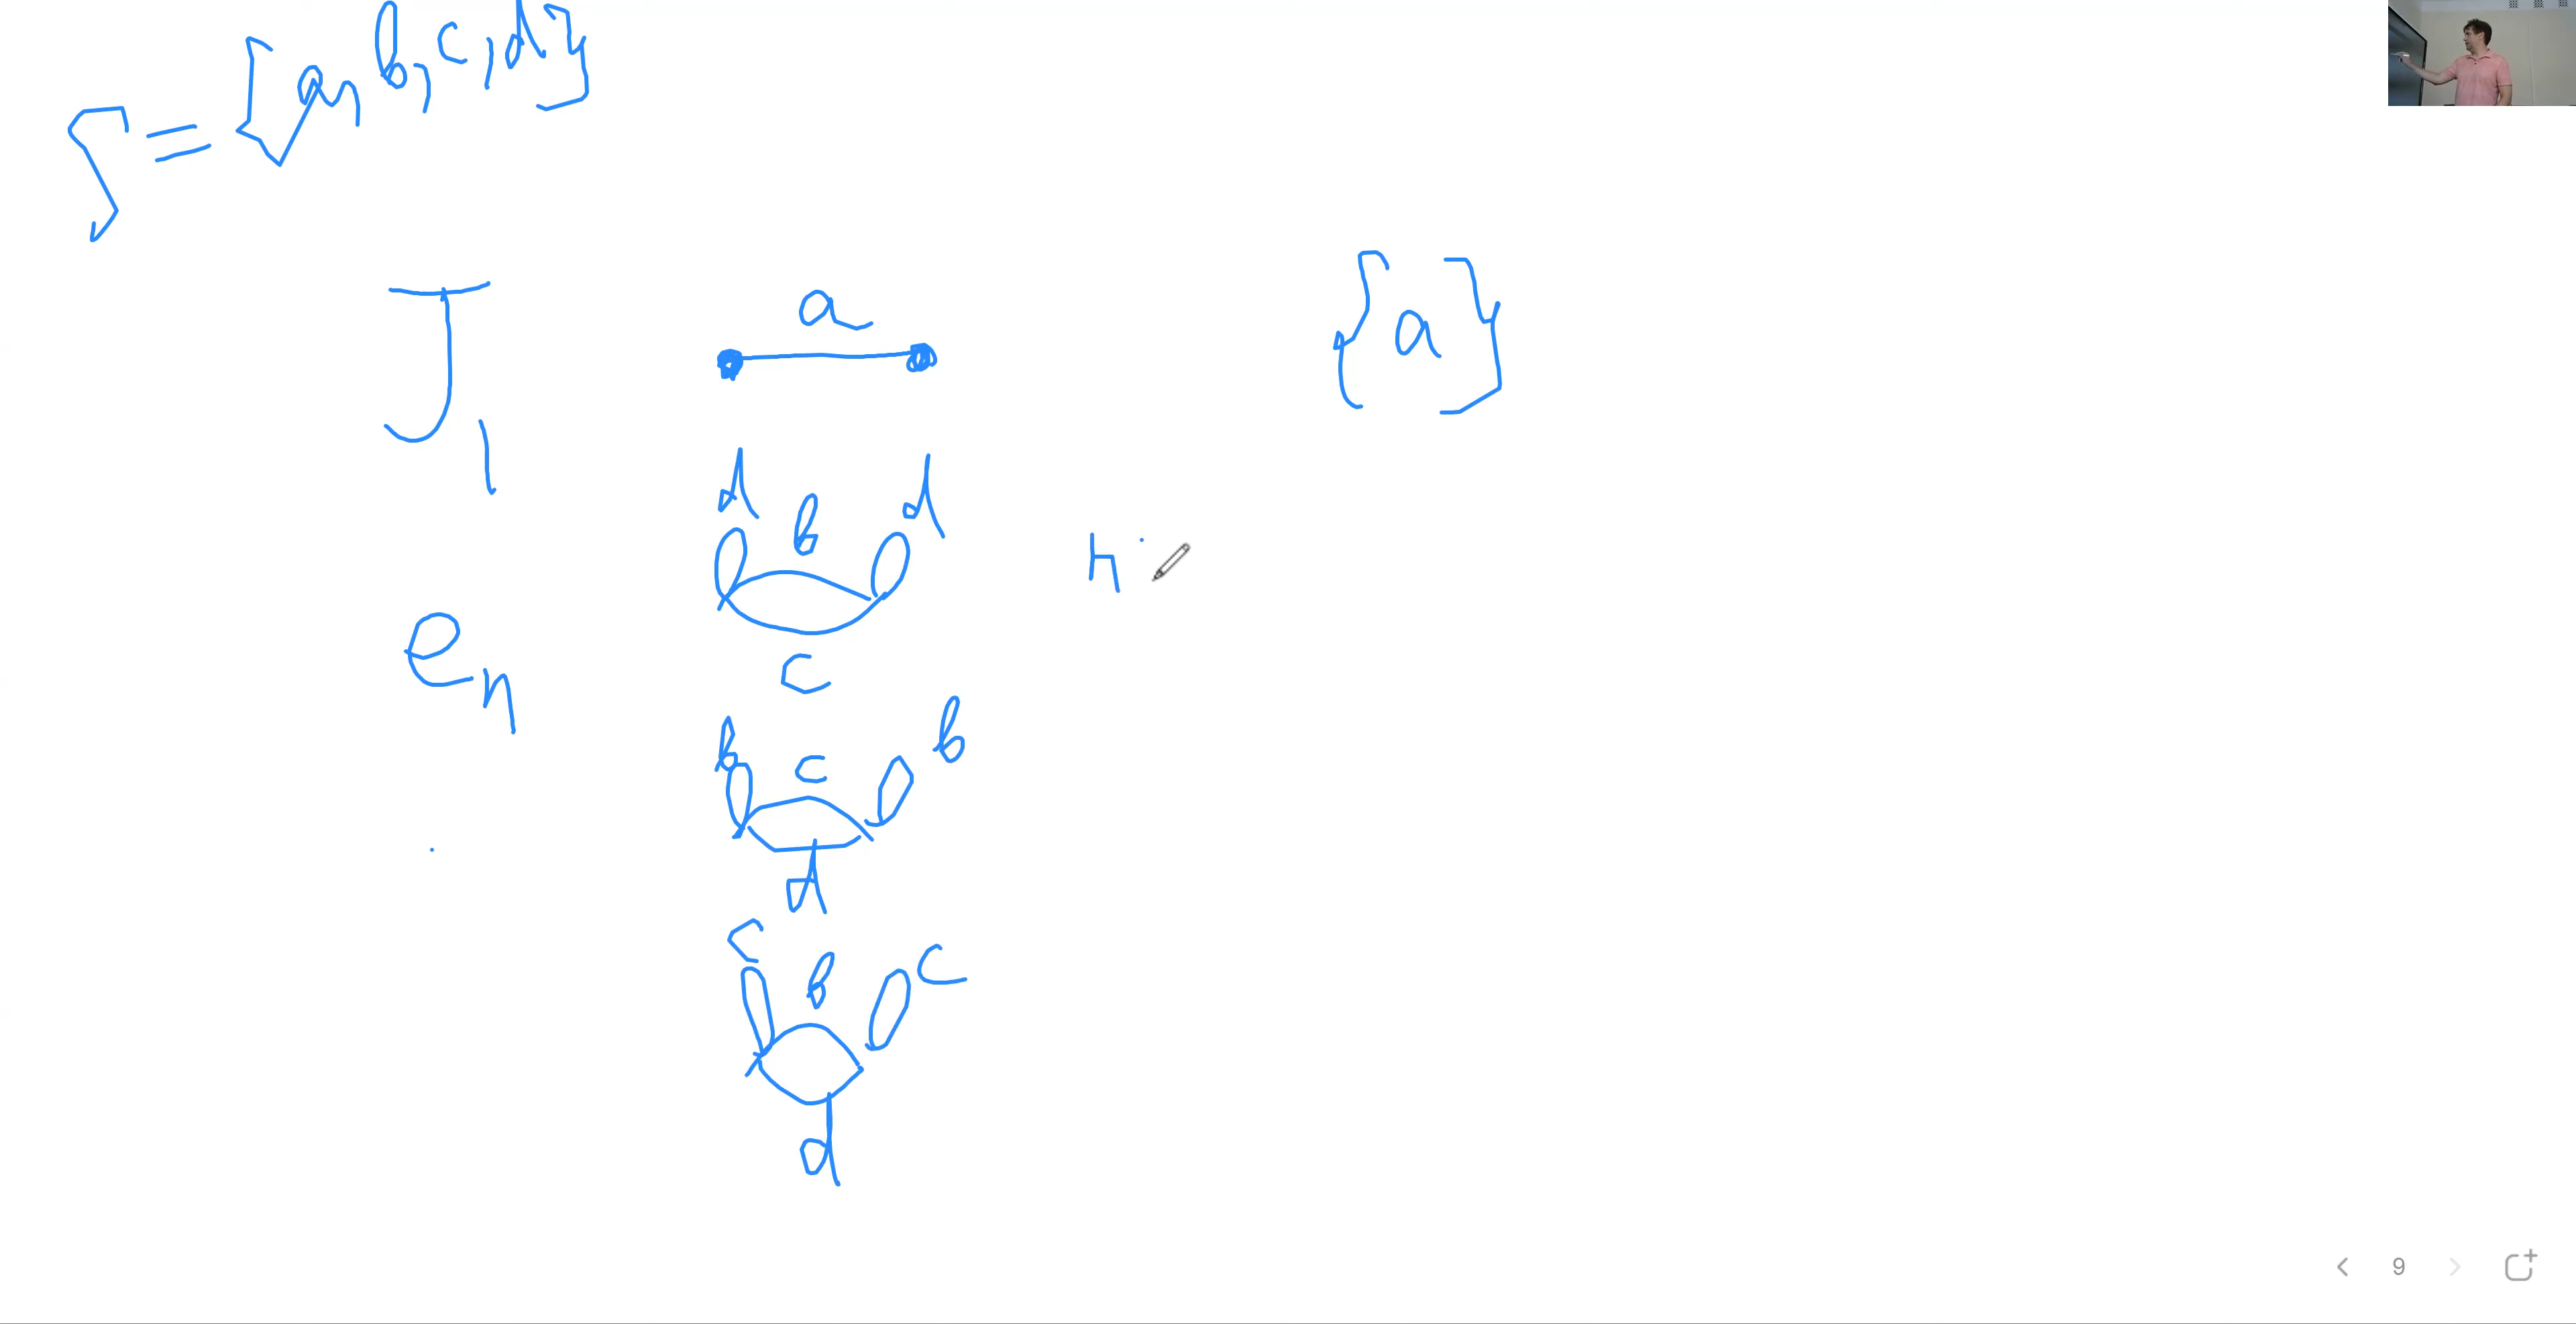 S = {a, b, c, d}
a
{a}
J1
d b d
h
c
en
b c b
d
c b c
d
9